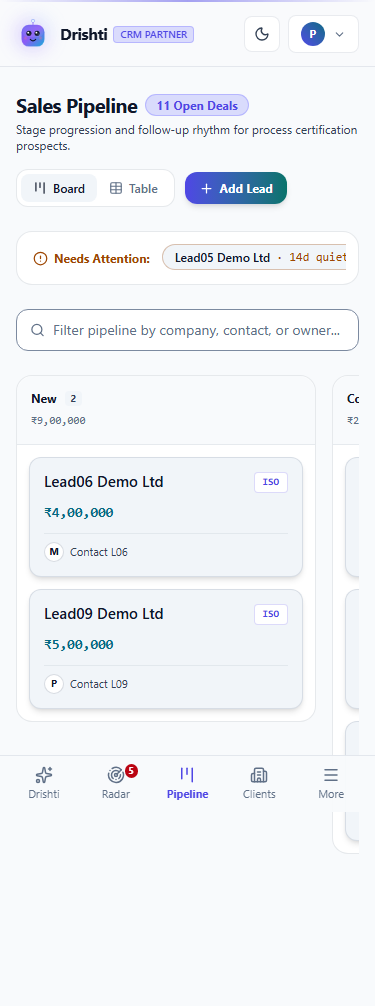 Drishti CRM PARTNER P
Sales Pipeline 11 Open Deals
Stage progression and follow-up rhythm for process certification
prospects.
Board Table + Add Lead
Needs Attention: Lead05 Demo Ltd · 14d quiet
Filter pipeline by company, contact, or owner...
New 2
₹9,00,000
Co
₹2
Lead06 Demo Ltd ISO
₹4,00,000
M Contact L06
Lead09 Demo Ltd ISO
₹5,00,000
P Contact L09
5
Drishti Radar Pipeline Clients More